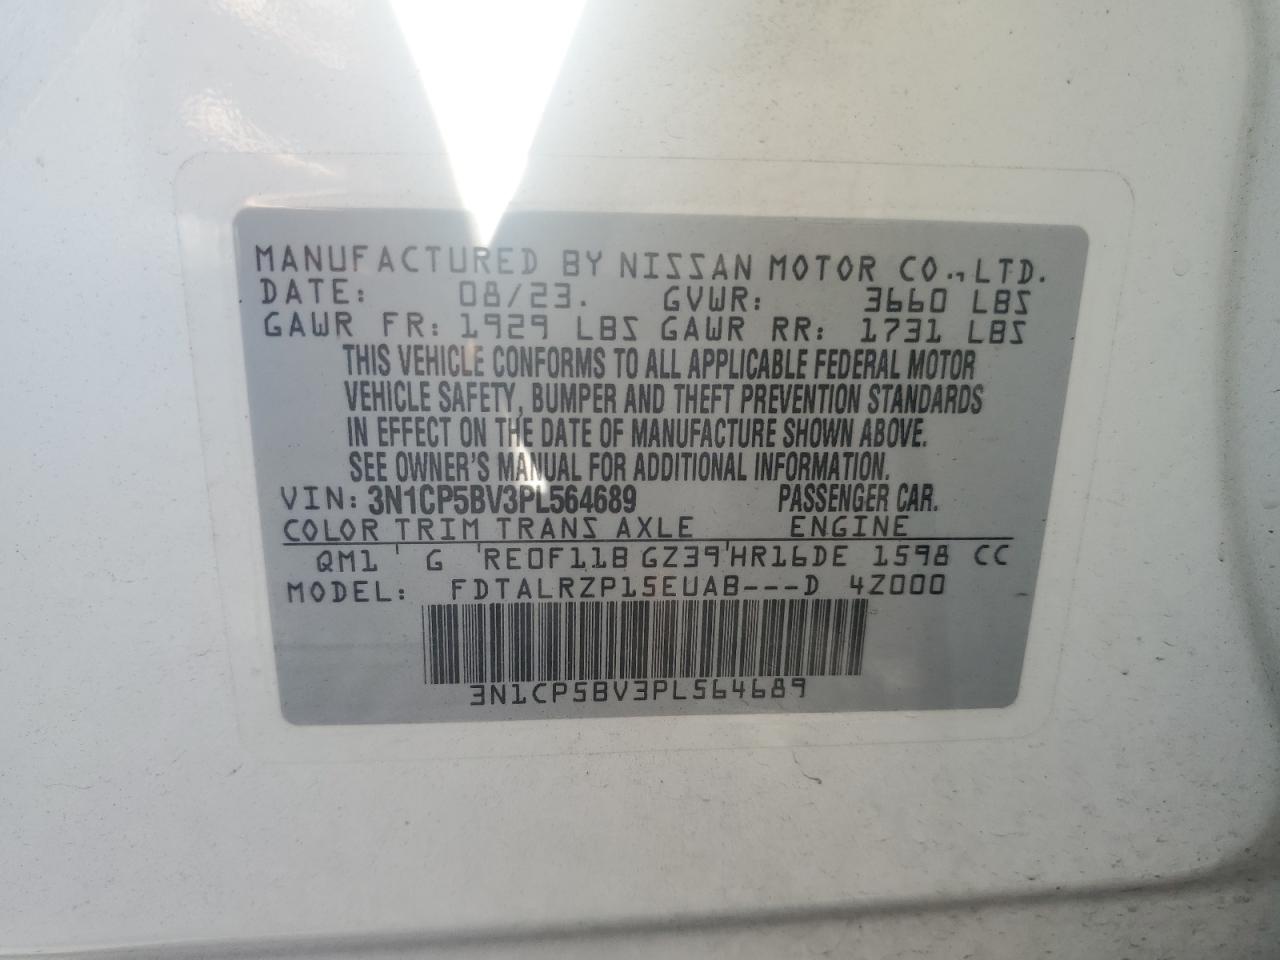 MANUFACTURED BY NISSAN MOTOR CO.,LTD.
DATE: 08/23. GVWR: 3660 LBS
GAWR FR: 1929 LBS GAWR RR: 1731 LBS
THIS VEHICLE CONFORMS TO ALL APPLICABLE FEDERAL MOTOR
VEHICLE SAFETY, BUMPER AND THEFT PREVENTION STANDARDS
IN EFFECT ON THE DATE OF MANUFACTURE SHOWN ABOVE.
SEE OWNER'S MANUAL FOR ADDITIONAL INFORMATION.
VIN: 3N1CP5BV3PL564689 PASSENGER CAR.
COLOR TRIM TRANS AXLE ENGINE
QM1 ' G 'RE0F11B GZ39'HR16DE 1598 CC
MODEL: FDTALRZP15EUAB---D 4Z000
3N1CP5BV3PL564689